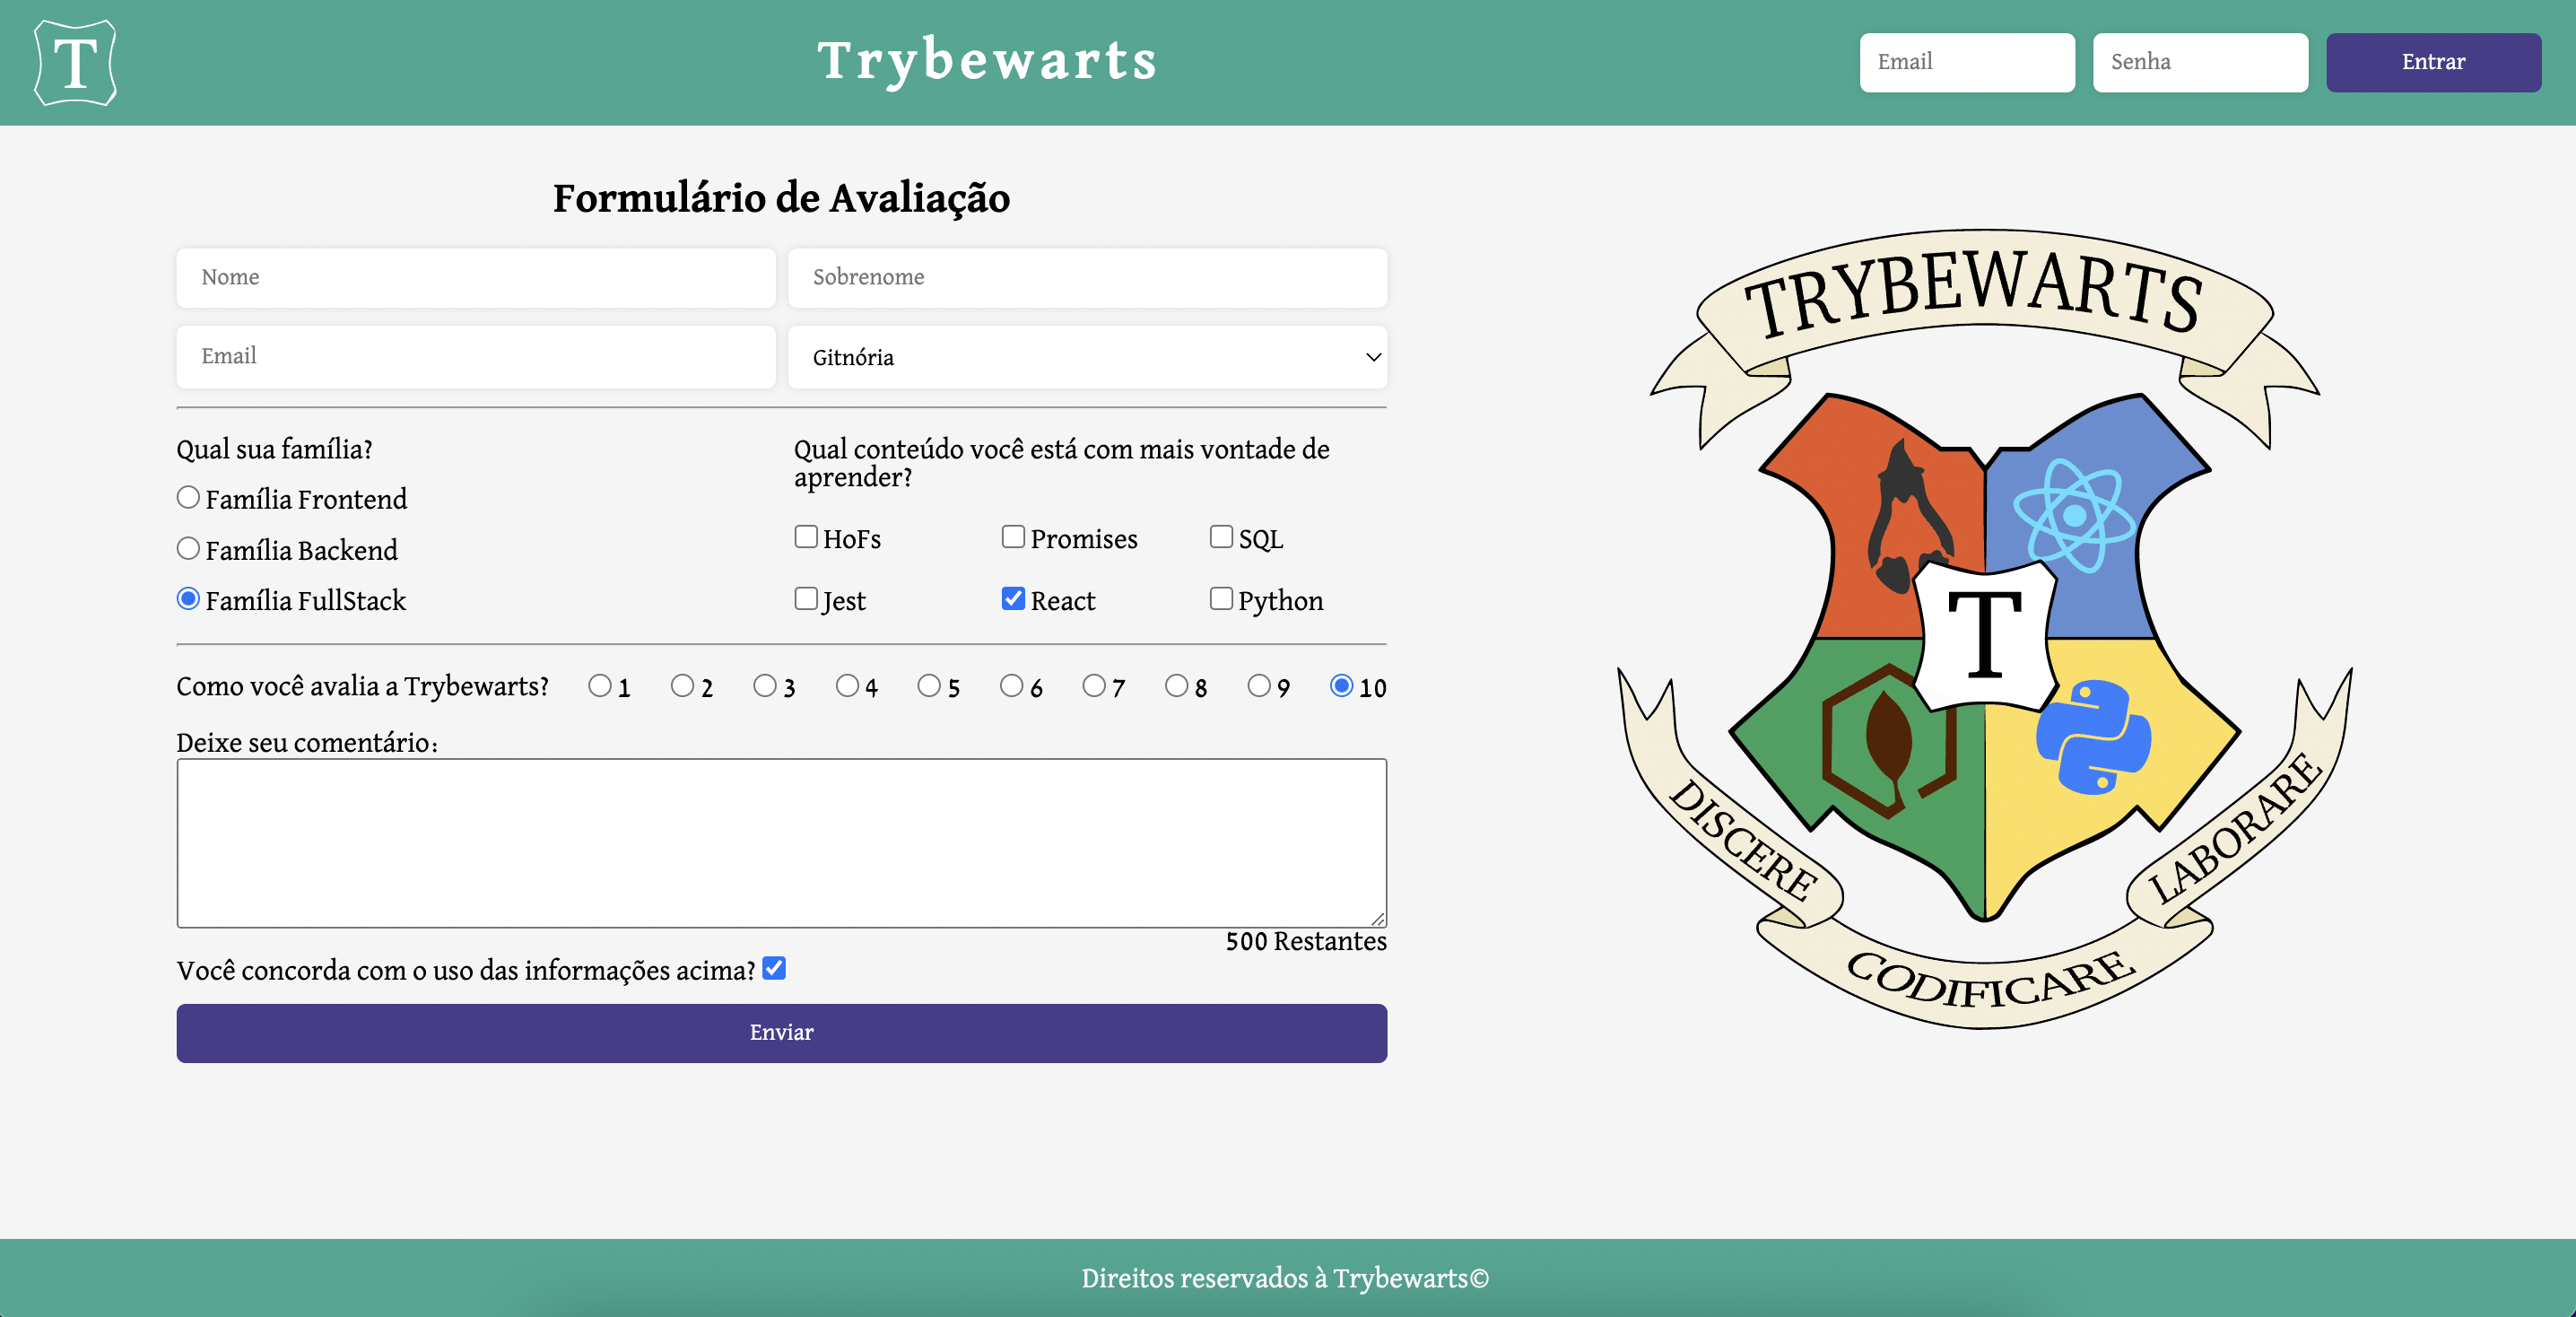 T
Trybewarts
Email
Senha
Entrar
Formulário de Avaliação
Nome
Sobrenome
Email
Gitnória
Qual sua família?
Família Frontend
Família Backend
Família FullStack
Qual conteúdo você está com mais vontade de
aprender?
HoFs
Promises
SQL
Jest
React
Python
Como você avalia a Trybewarts?
1 2 3 4 5 6 7 8 9 10
Deixe seu comentário:
500 Restantes
Você concorda com o uso das informações acima?
Enviar
TRYBEWARTS
T
DISCERE
CODIFICARE
LABORARE
Direitos reservados à Trybewarts©